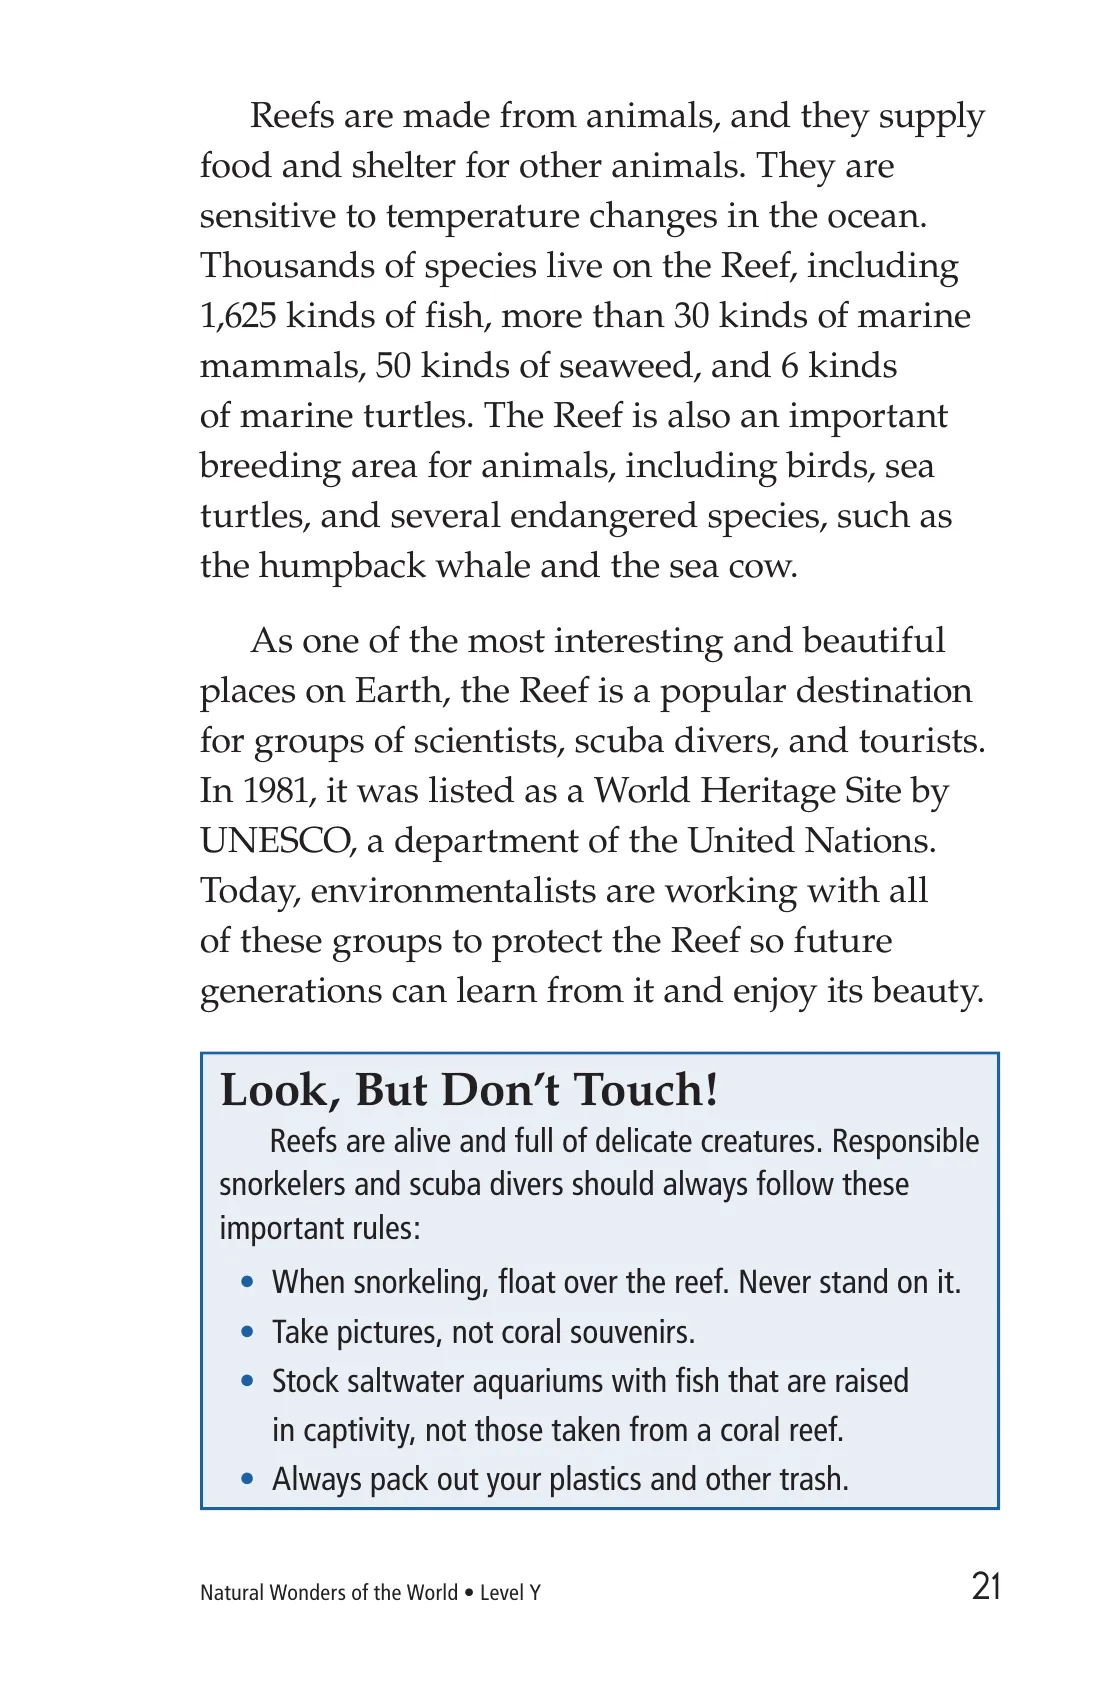 Reefs are made from animals, and they supply
food and shelter for other animals. They are
sensitive to temperature changes in the ocean.
Thousands of species live on the Reef, including
1,625 kinds of fish, more than 30 kinds of marine
mammals, 50 kinds of seaweed, and 6 kinds
of marine turtles. The Reef is also an important
breeding area for animals, including birds, sea
turtles, and several endangered species, such as
the humpback whale and the sea cow.
As one of the most interesting and beautiful
places on Earth, the Reef is a popular destination
for groups of scientists, scuba divers, and tourists.
In 1981, it was listed as a World Heritage Site by
UNESCO, a department of the United Nations.
Today, environmentalists are working with all
of these groups to protect the Reef so future
generations can learn from it and enjoy its beauty.
Look, But Don’t Touch!
Reefs are alive and full of delicate creatures. Responsible
snorkelers and scuba divers should always follow these
important rules:
• When snorkeling, float over the reef. Never stand on it.
• Take pictures, not coral souvenirs.
• Stock saltwater aquariums with fish that are raised
in captivity, not those taken from a coral reef.
• Always pack out your plastics and other trash.
Natural Wonders of the World • Level Y
21